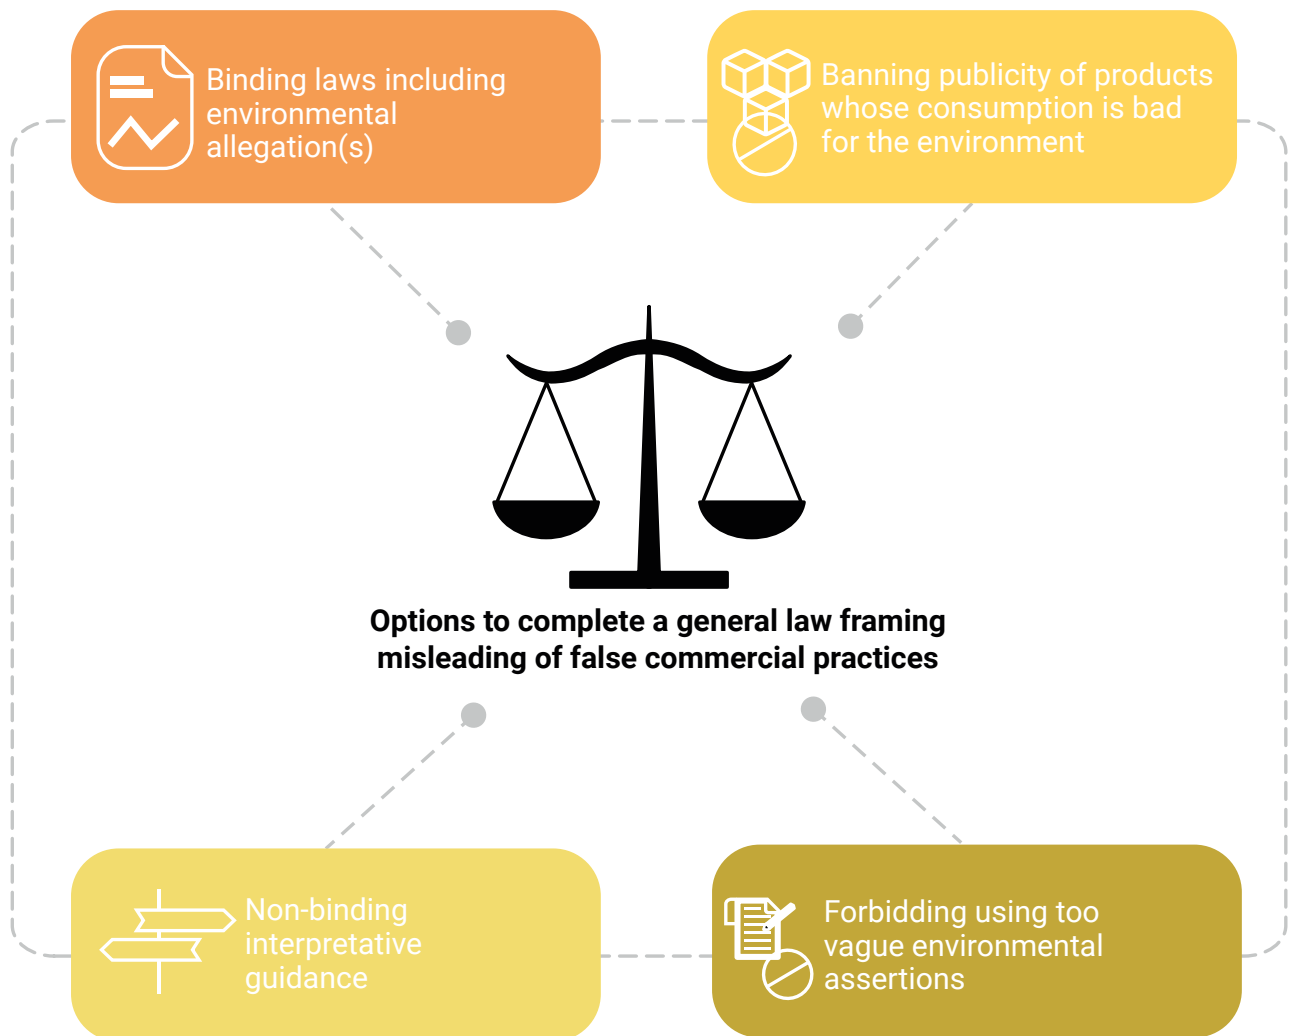 Binding laws including
environmental
allegation(s)
Banning publicity of products
whose consumption is bad
for the environment
Options to complete a general law framing
misleading of false commercial practices
Non-binding
interpretative
guidance
Forbidding using too
vague environmental
assertions